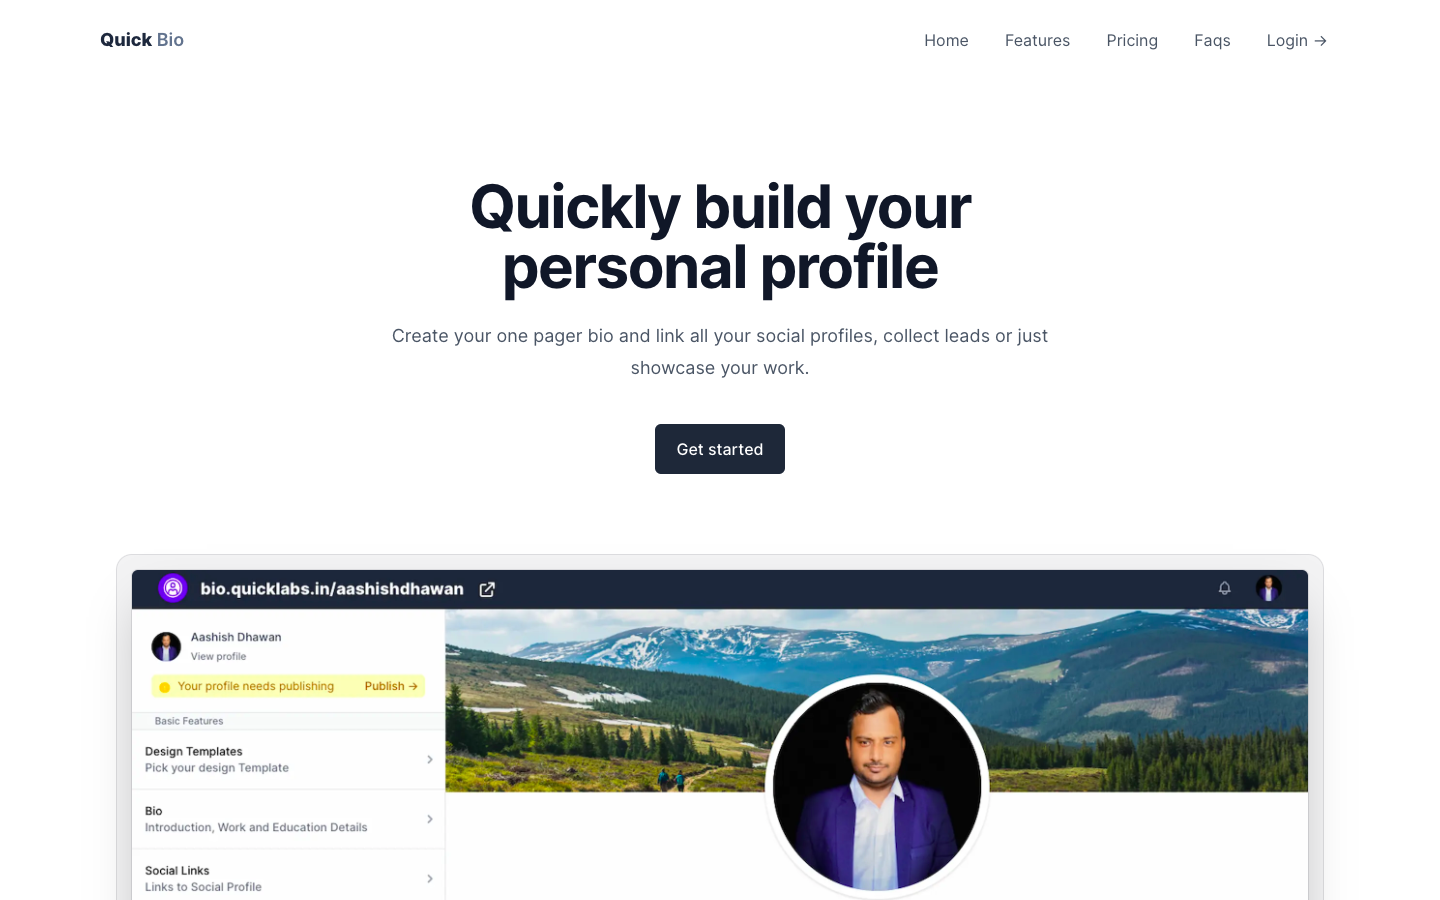 Quick Bio
Home Features Pricing Faqs Login →
Quickly build your
personal profile
Create your one pager bio and link all your social profiles, collect leads or just
showcase your work.
Get started
bio.quicklabs.in/aashishdhawan
Aashish Dhawan
View profile
Your profile needs publishing Publish →
Basic Features
Design Templates
Pick your design Template
Bio
Introduction, Work and Education Details
Social Links
Links to Social Profile